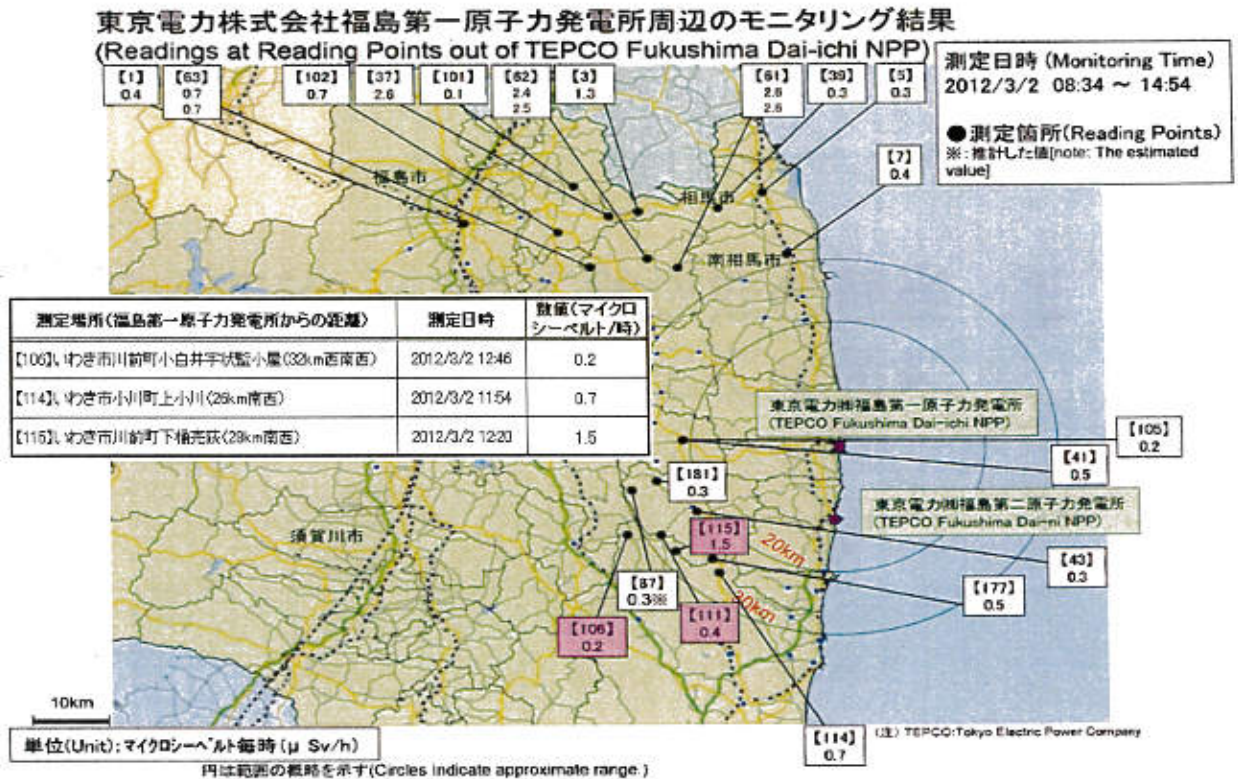 東京電力株式会社福島第一原子力発電所周辺のモニタリング結果
(Readings at Reading Points out of TEPCO Fukushima Dai-ichi NPP)
測定日時 (Monitoring Time)
2012/3/2 08:34 ～ 14:54
●測定箇所(Reading Points)
※: 推計した値[note: The estimated
value]
【1】
0.4
【63】
0.7
0.7
【102】
0.7
【37】
2.6
【101】
0.1
【62】
2.4
2.5
【3】
1.3
【61】
2.6
2.6
【39】
0.3
【5】
0.3
【7】
0.4
福島市
相馬市
南相馬市
測定場所(福島第一原子力発電所からの距離)
測定日時
数値(マイクロ
シーベルト/時)
【106】いわき市川前町小白井字状監小屋(32km西南西)
2012/3/2 12:46
0.2
【114】いわき市小川町上小川(26km南西)
2012/3/2 11:54
0.7
【115】いわき市川前町下桶売荻(29km南西)
2012/3/2 12:20
1.5
東京電力㈱福島第一原子力発電所
(TEPCO Fukushima Dai-ichi NPP)
【105】
0.2
【41】
0.5
【181】
0.3
東京電力㈱福島第二原子力発電所
(TEPCO Fukushima Dai-ni NPP)
須賀川市
【115】
1.5
20km
【43】
0.3
【87】
0.3※
【177】
0.5
30km
【106】
0.2
【111】
0.4
10km
【114】
0.7
(注) TEPCO:Tokyo Electric Power Company
単位(Unit):マイクロシーベルト毎時(μ Sv/h)
円は範囲の概略を示す(Circles indicate approximate range.)